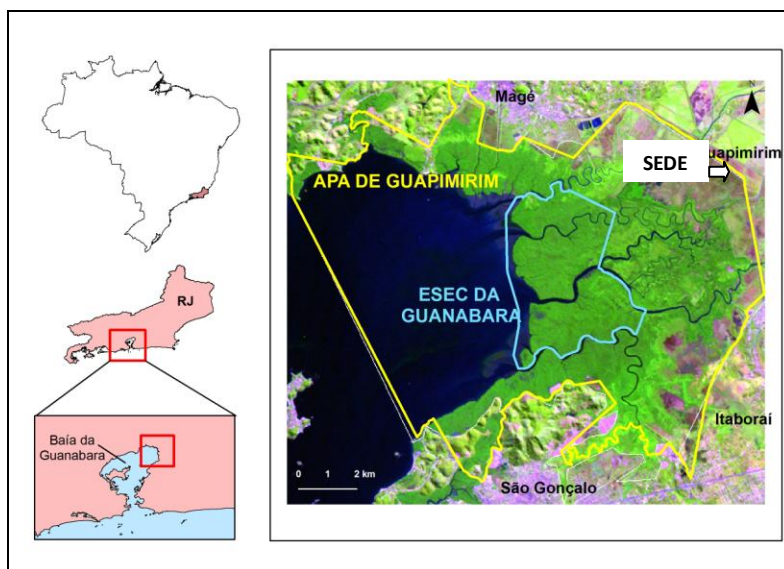 RJ
Baía da
Guanabara
Magé
N
SEDE
uapimirim
APA DE GUAPIMIRIM
ESEC DA
GUANABARA
Itaboraí
0 1 2 km
São Gonçalo